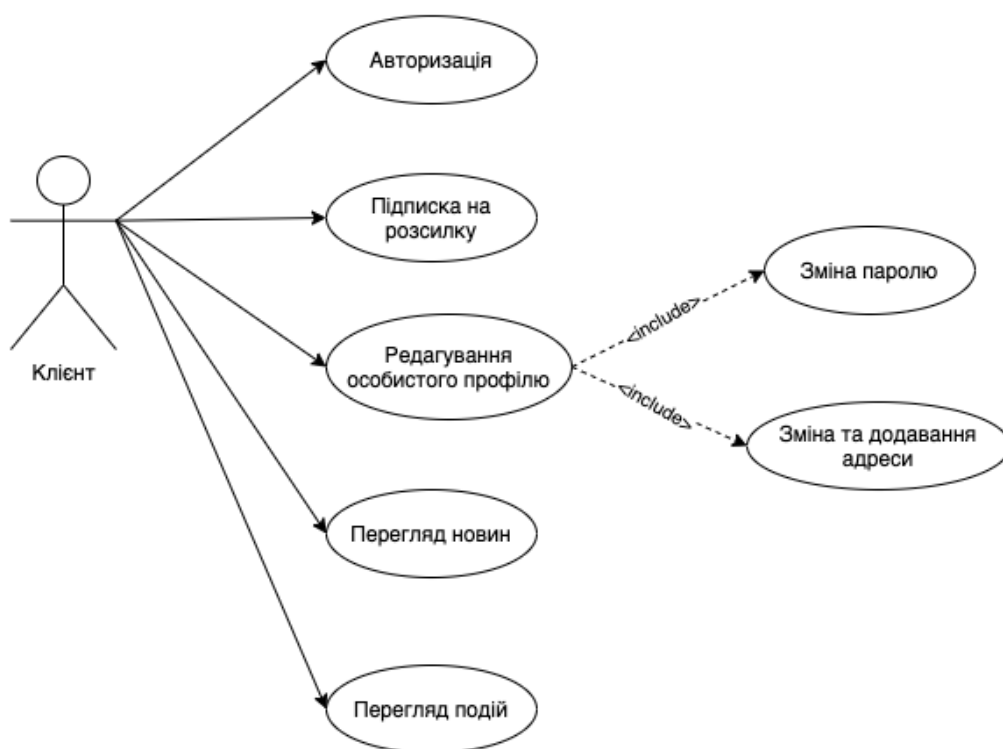 Авторизація
Підписка на
розсилку
Зміна паролю
<include>
Редагування
особистого профілю
Клієнт
<include>
Зміна та додавання
адреси
Перегляд новин
Перегляд подій